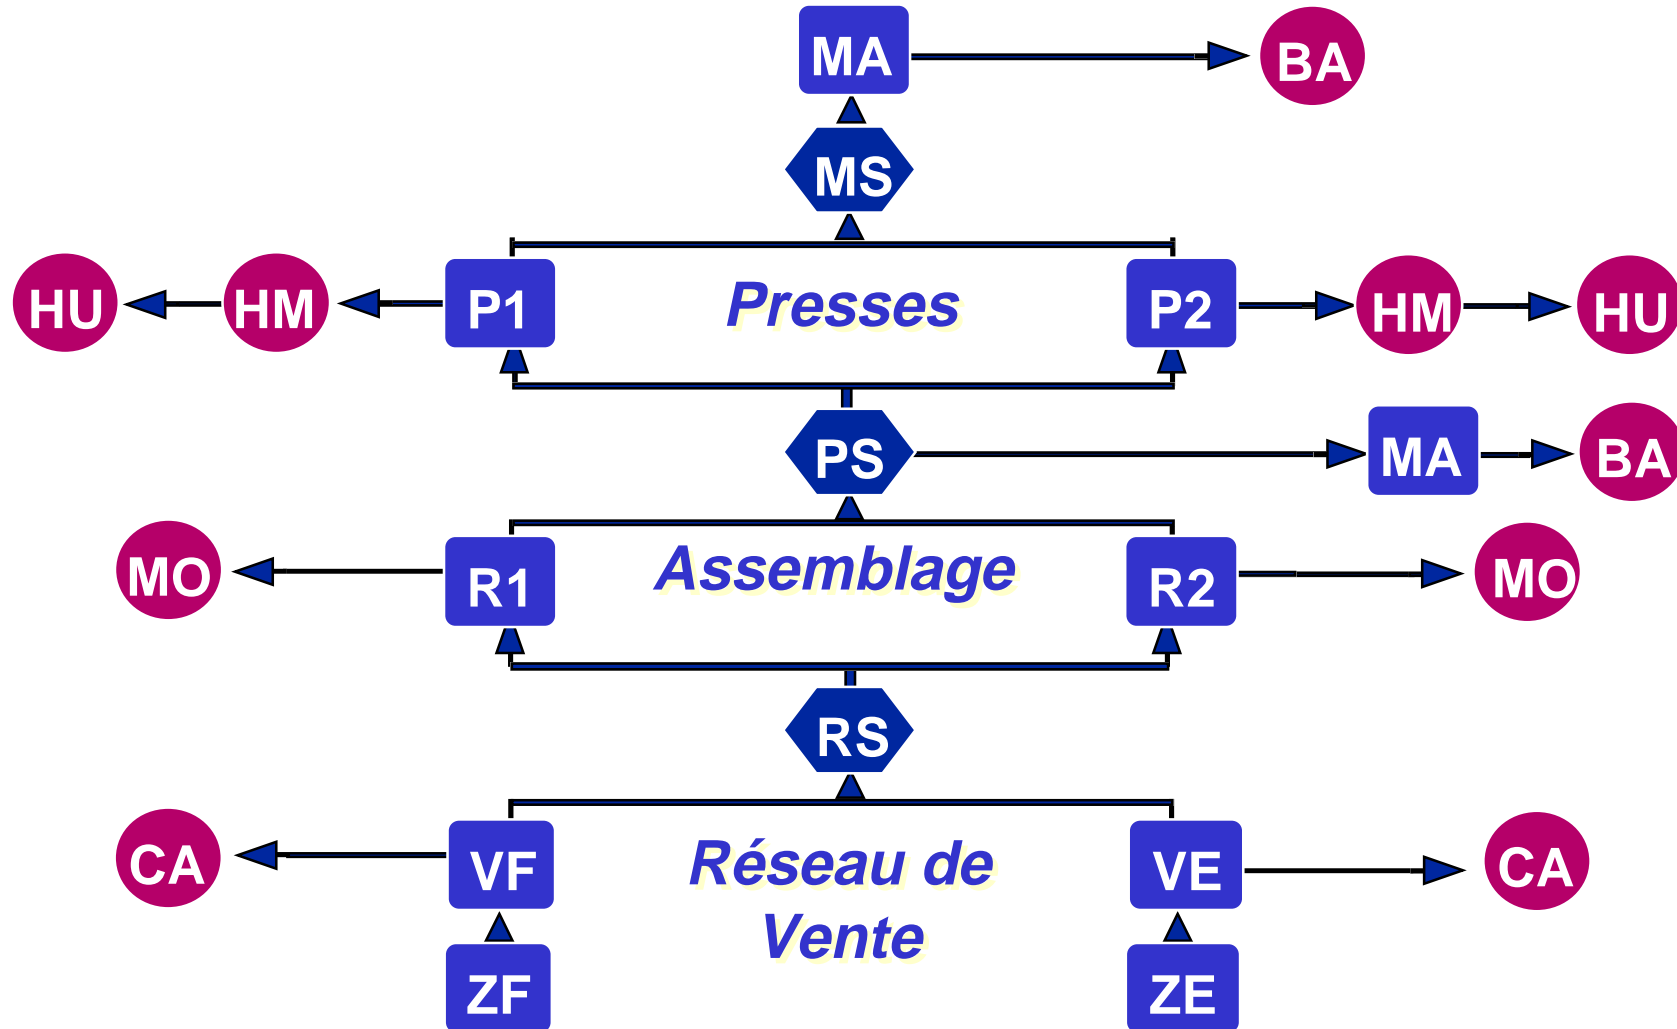 MA
BA
MS
HU
HM
P1
Presses
P2
HM
HU
PS
MA
BA
MO
R1
Assemblage
R2
MO
RS
CA
VF
Réseau de
Vente
VE
CA
ZF
ZE